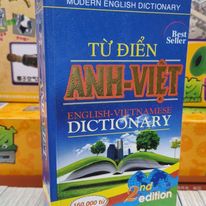 MODERN ENGLISH DICTIONARY
Best
Seller
TỪ ĐIỂN
ANH-VIỆT
ENGLISH-VIETNAMESE
DICTIONARY
160.000 từ
2nd
edition